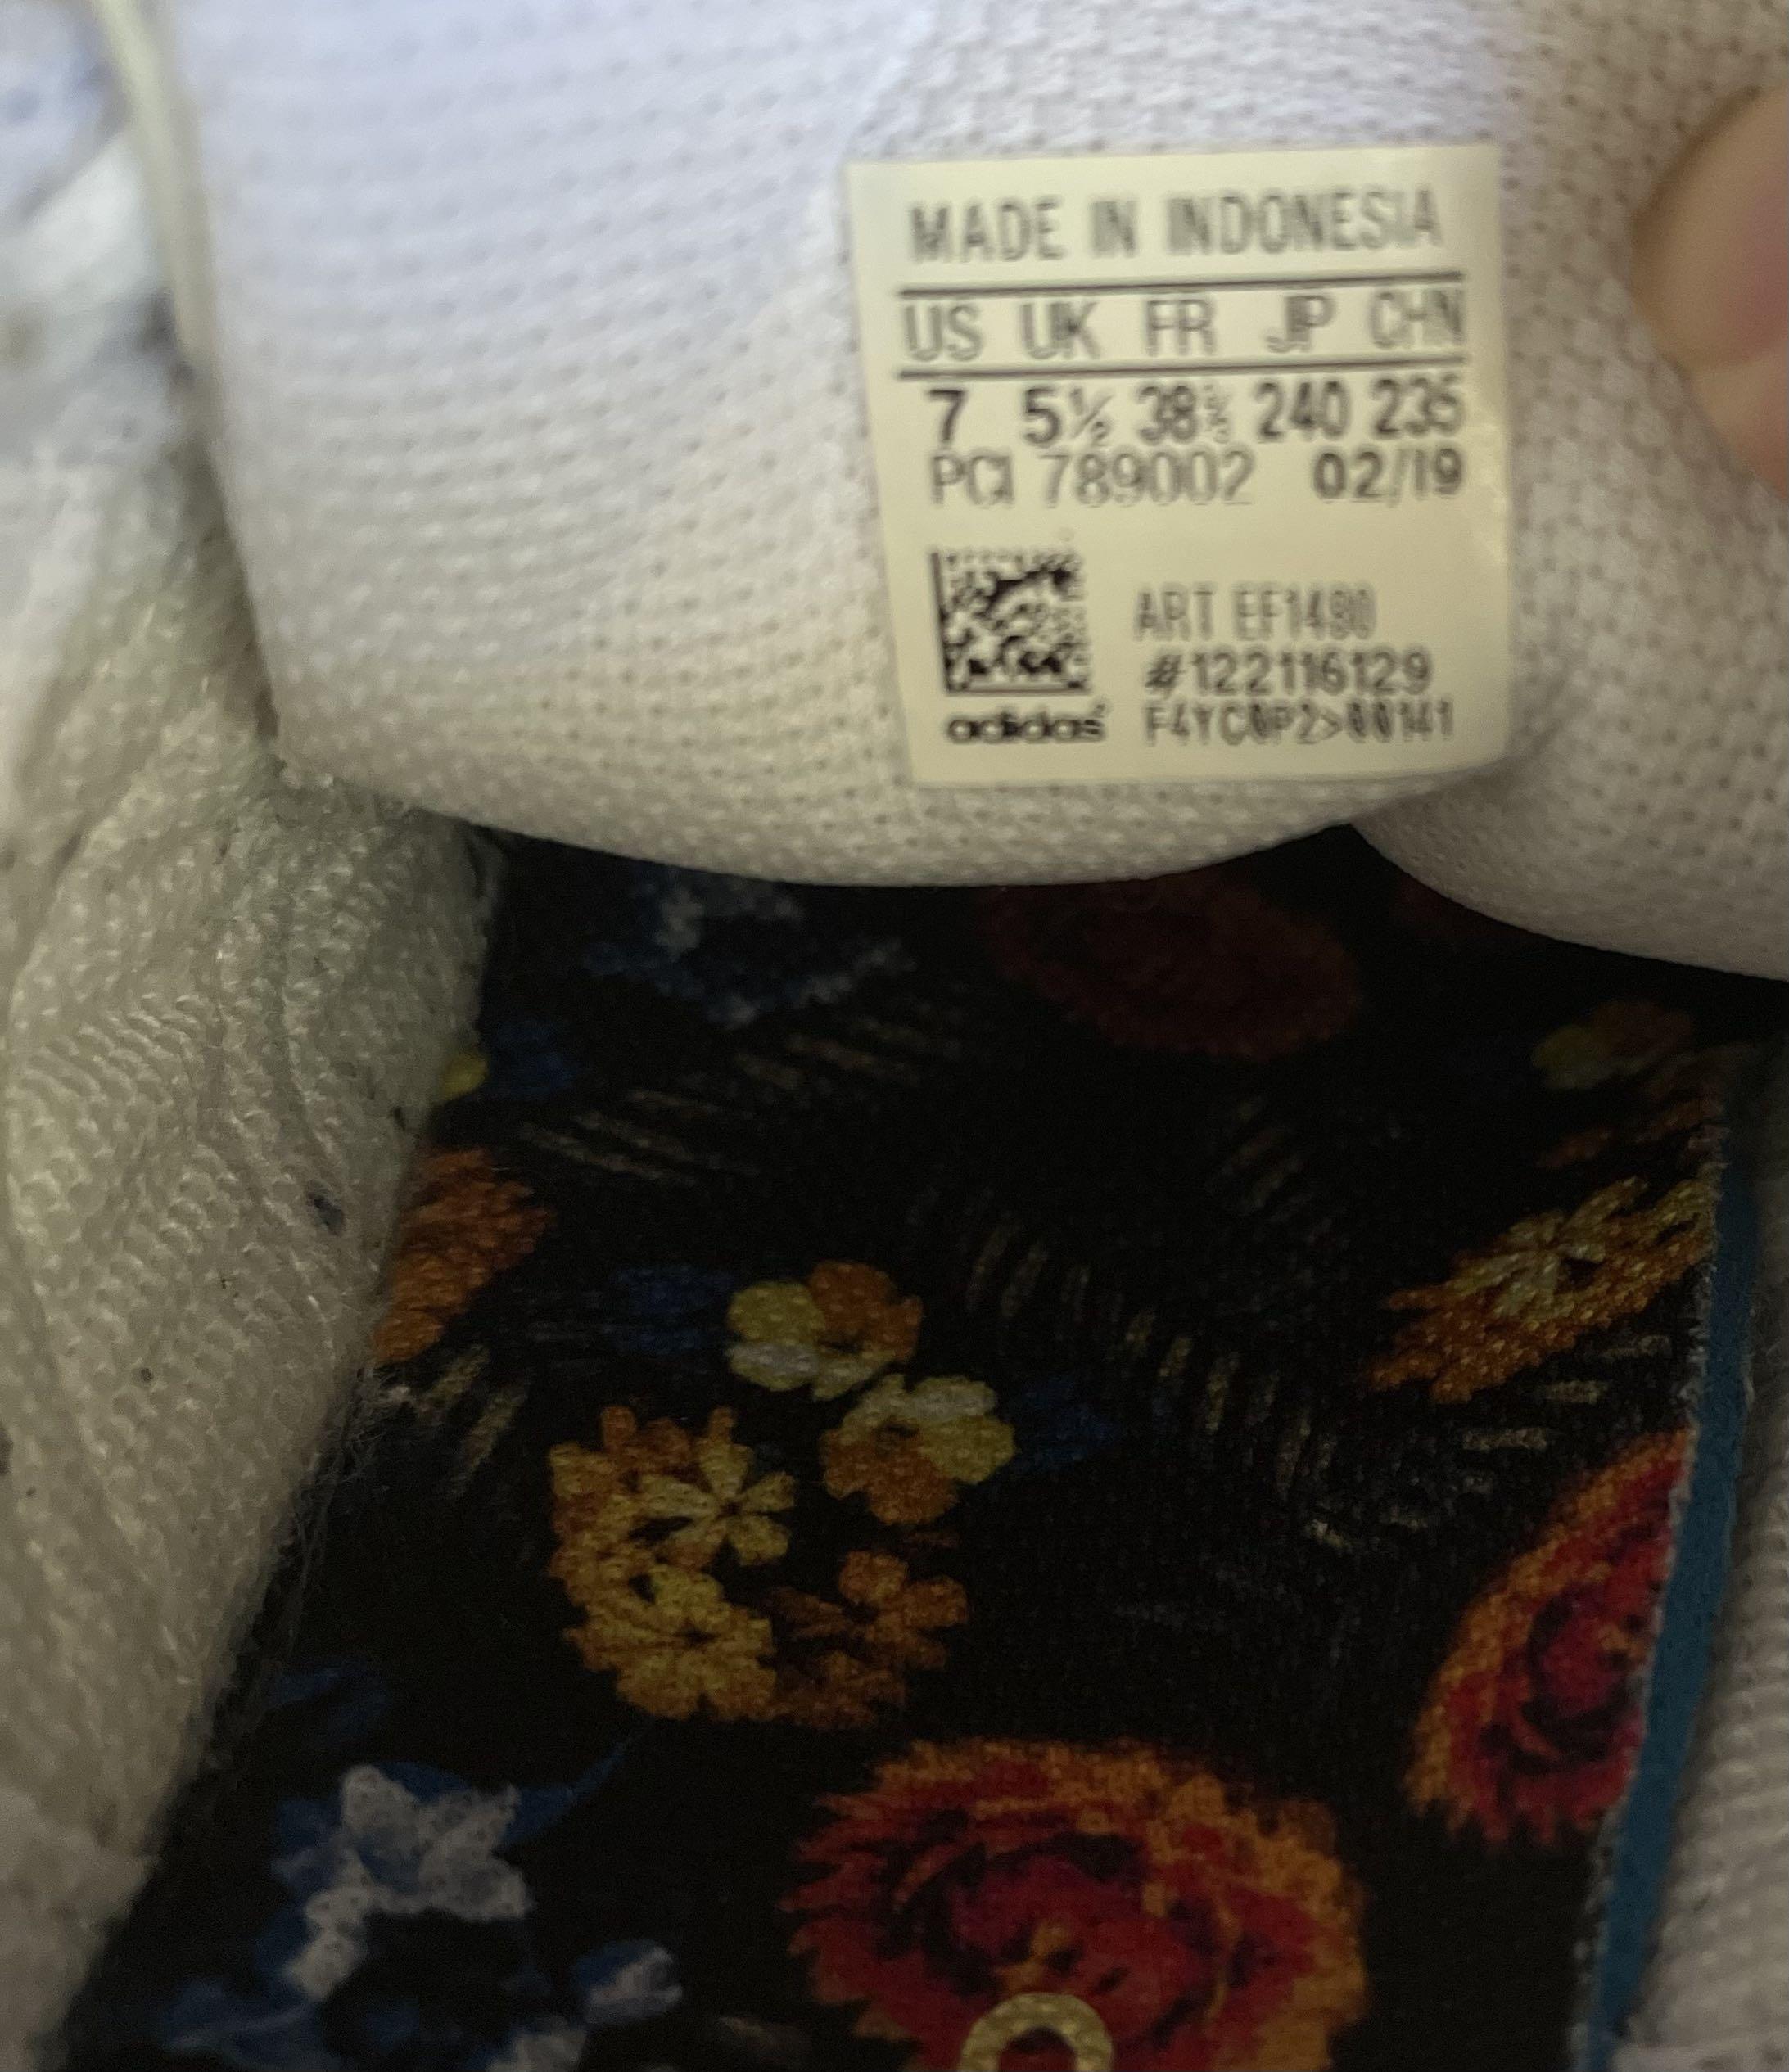 MADE IN INDONESIA
US UK FR JP CHN
7 5½ 38⅔ 240 235
PCI 789002 02/19
ART EF1480
#122116129
adidas F4YC0P2>00141